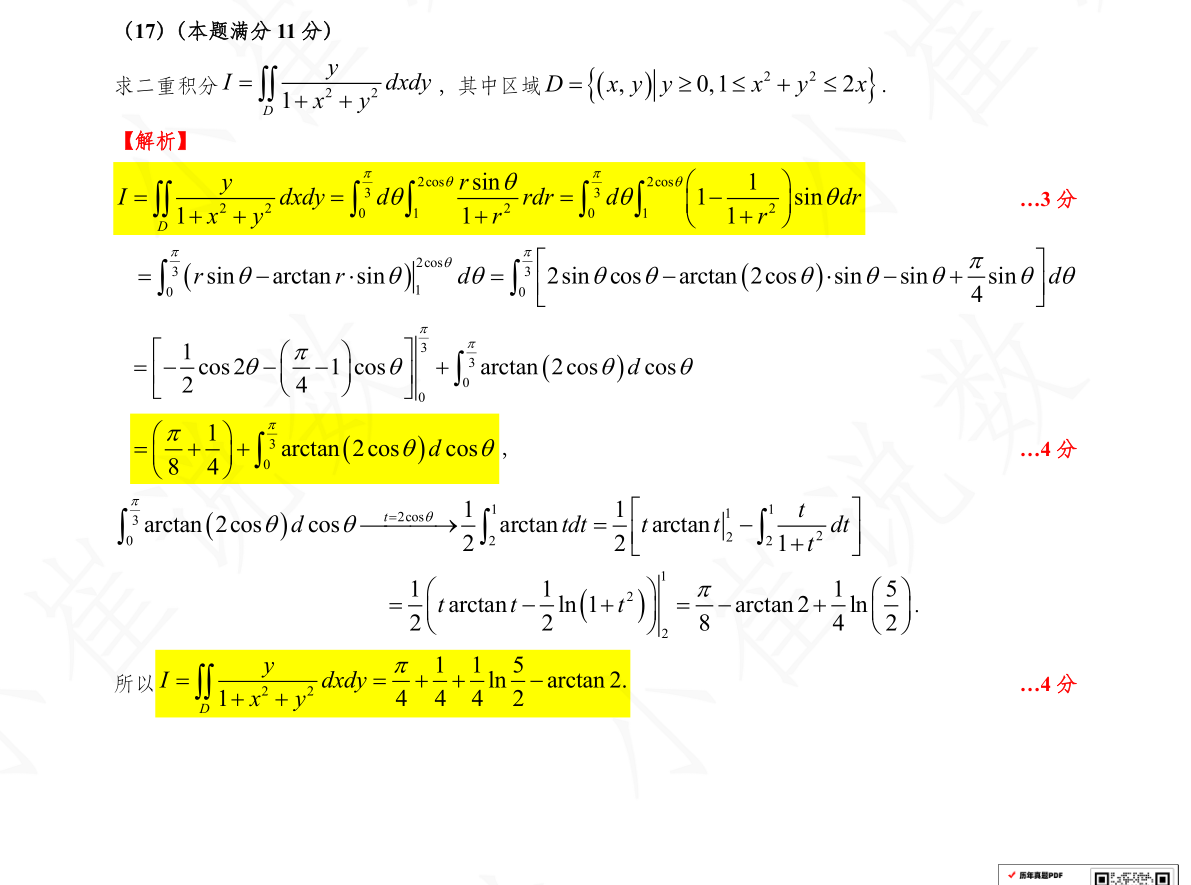 （17）（本题满分 11 分）
求二重积分 I = ∬_D y/(1+x²+y²) dxdy ，其中区域 D = {(x, y)| y ≥ 0,1 ≤ x² + y² ≤ 2x} .
【解析】
I = ∬_D y/(1+x²+y²) dxdy = ∫_0^{π/3} dθ ∫_1^{2cosθ} (r sinθ)/(1+r²) rdr = ∫_0^{π/3} dθ ∫_1^{2cosθ} (1 − 1/(1+r²)) sinθdr …3 分
= ∫_0^{π/3} (r sinθ − arctan r · sinθ)|_1^{2cosθ} dθ = ∫_0^{π/3} [2sinθ cosθ − arctan(2cosθ)·sinθ − sinθ + π/4 sinθ] dθ
= [−1/2 cos2θ − (π/4 − 1)cosθ]|_0^{π/3} + ∫_0^{π/3} arctan(2cosθ) d cosθ
= (π/8 + 1/4) + ∫_0^{π/3} arctan(2cosθ) d cosθ , …4 分
∫_0^{π/3} arctan(2cosθ) d cosθ —t=2cosθ→ 1/2 ∫_2^1 arctan tdt = 1/2 [t arctan t|_2^1 − ∫_2^1 t/(1+t²) dt]
= 1/2 (t arctan t − 1/2 ln(1+t²))|_2^1 = π/8 − arctan 2 + 1/4 ln(5/2) .
所以 I = ∬_D y/(1+x²+y²) dxdy = π/4 + 1/4 + 1/4 ln 5/2 − arctan 2. …4 分
小崔说数
历年真题PDF